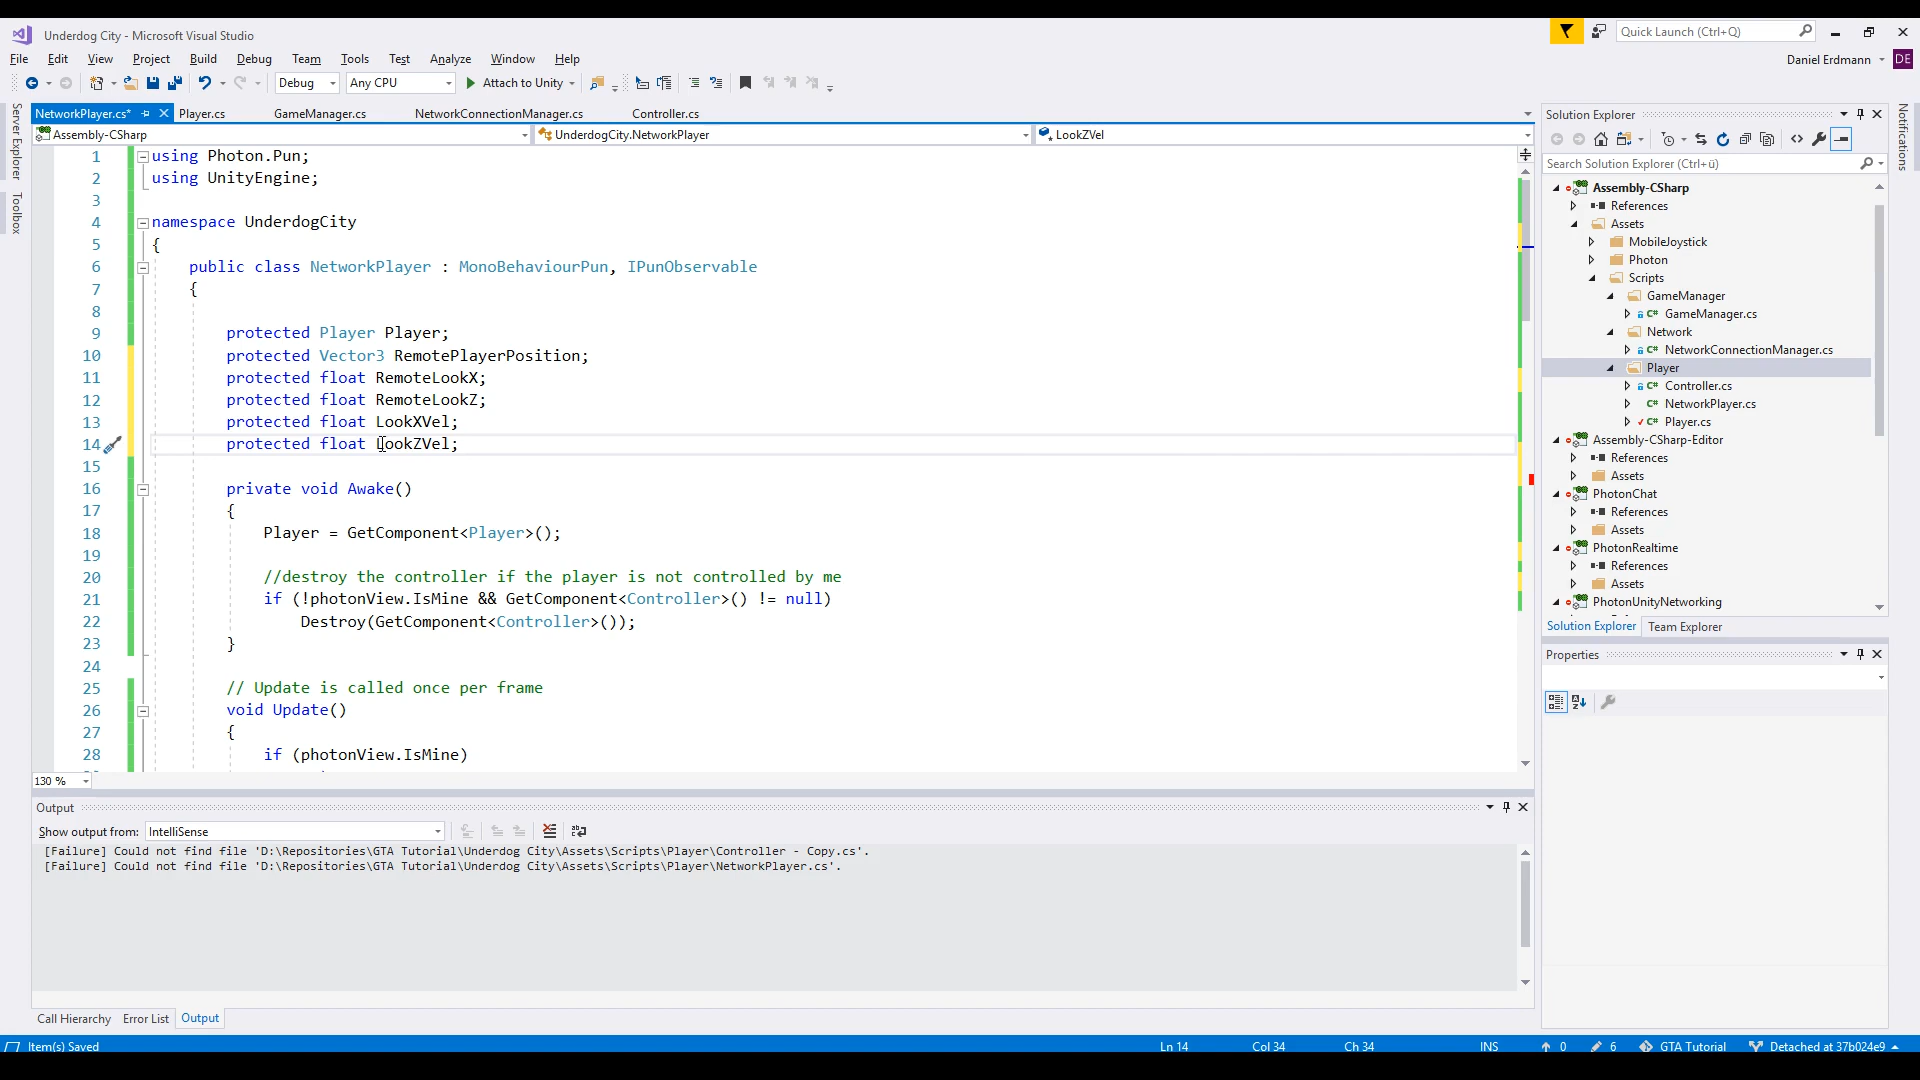 Underdog City - Microsoft Visual Studio
Quick Launch (Ctrl+Q)
File Edit View Project Build Debug Team Tools Test Analyze Window Help
Daniel Erdmann DE
Debug Any CPU Attach to Unity
Server Explorer
Toolbox
Notifications
NetworkPlayer.cs* Player.cs GameManager.cs NetworkConnectionManager.cs Controller.cs
Assembly-CSharp UnderdogCity.NetworkPlayer LookZVel
1 using Photon.Pun;
2 using UnityEngine;
3
4 namespace UnderdogCity
5 {
6 public class NetworkPlayer : MonoBehaviourPun, IPunObservable
7 {
8
9 protected Player Player;
10 protected Vector3 RemotePlayerPosition;
11 protected float RemoteLookX;
12 protected float RemoteLookZ;
13 protected float LookXVel;
14 protected float LookZVel;
15
16 private void Awake()
17 {
18 Player = GetComponent<Player>();
19
20 //destroy the controller if the player is not controlled by me
21 if (!photonView.IsMine && GetComponent<Controller>() != null)
22 Destroy(GetComponent<Controller>());
23 }
24
25 // Update is called once per frame
26 void Update()
27 {
28 if (photonView.IsMine)
130 %
Output
Show output from: IntelliSense
[Failure] Could not find file 'D:\Repositories\GTA Tutorial\Underdog City\Assets\Scripts\Player\Controller - Copy.cs'.
[Failure] Could not find file 'D:\Repositories\GTA Tutorial\Underdog City\Assets\Scripts\Player\NetworkPlayer.cs'.
Call Hierarchy Error List Output
Solution Explorer
Search Solution Explorer (Ctrl+ü)
Assembly-CSharp
References
Assets
MobileJoystick
Photon
Scripts
GameManager
C# GameManager.cs
Network
C# NetworkConnectionManager.cs
Player
C# Controller.cs
C# NetworkPlayer.cs
C# Player.cs
Assembly-CSharp-Editor
References
Assets
PhotonChat
References
Assets
PhotonRealtime
References
Assets
PhotonUnityNetworking
Solution Explorer Team Explorer
Properties
Item(s) Saved Ln 14 Col 34 Ch 34 INS 0 6 GTA Tutorial Detached at 37b024e9